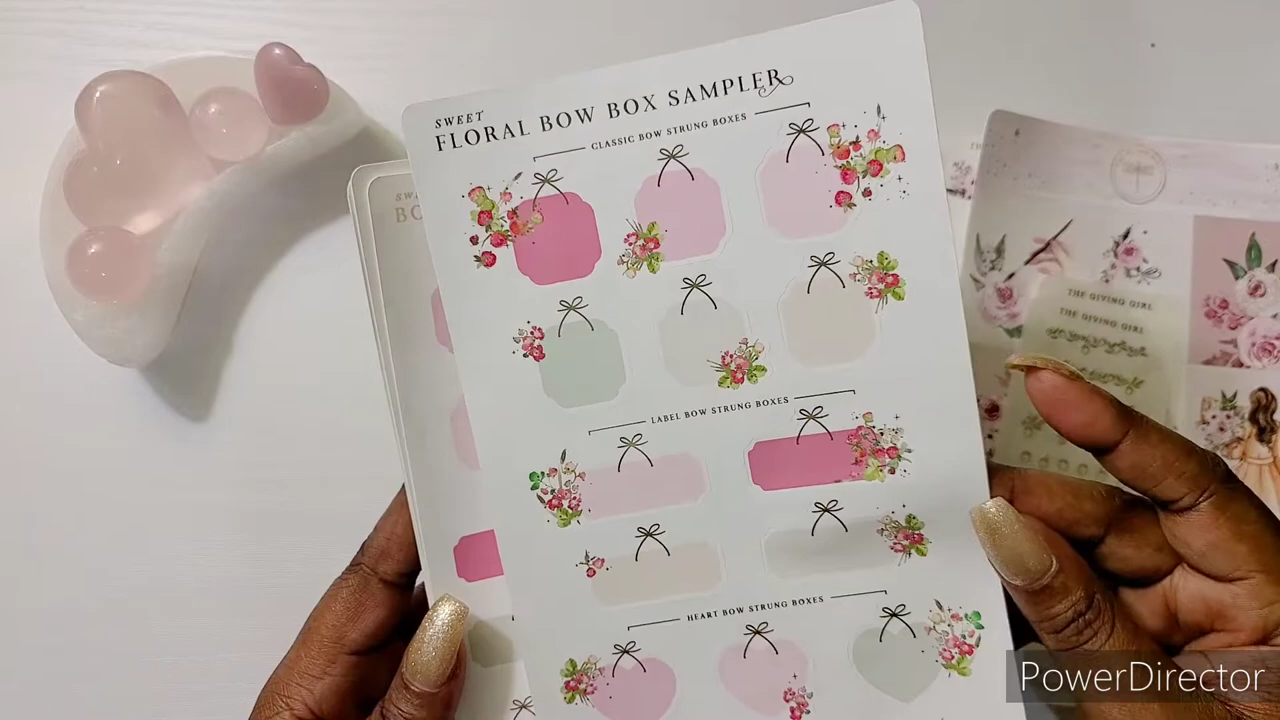 SWEET
FLORAL BOW BOX SAMPLER
CLASSIC BOW STRUNG BOXES
LABEL BOW STRUNG BOXES
HEART BOW STRUNG BOXES
BO
THE GIVING GIRL
THE GIVING GIRL
PowerDirector